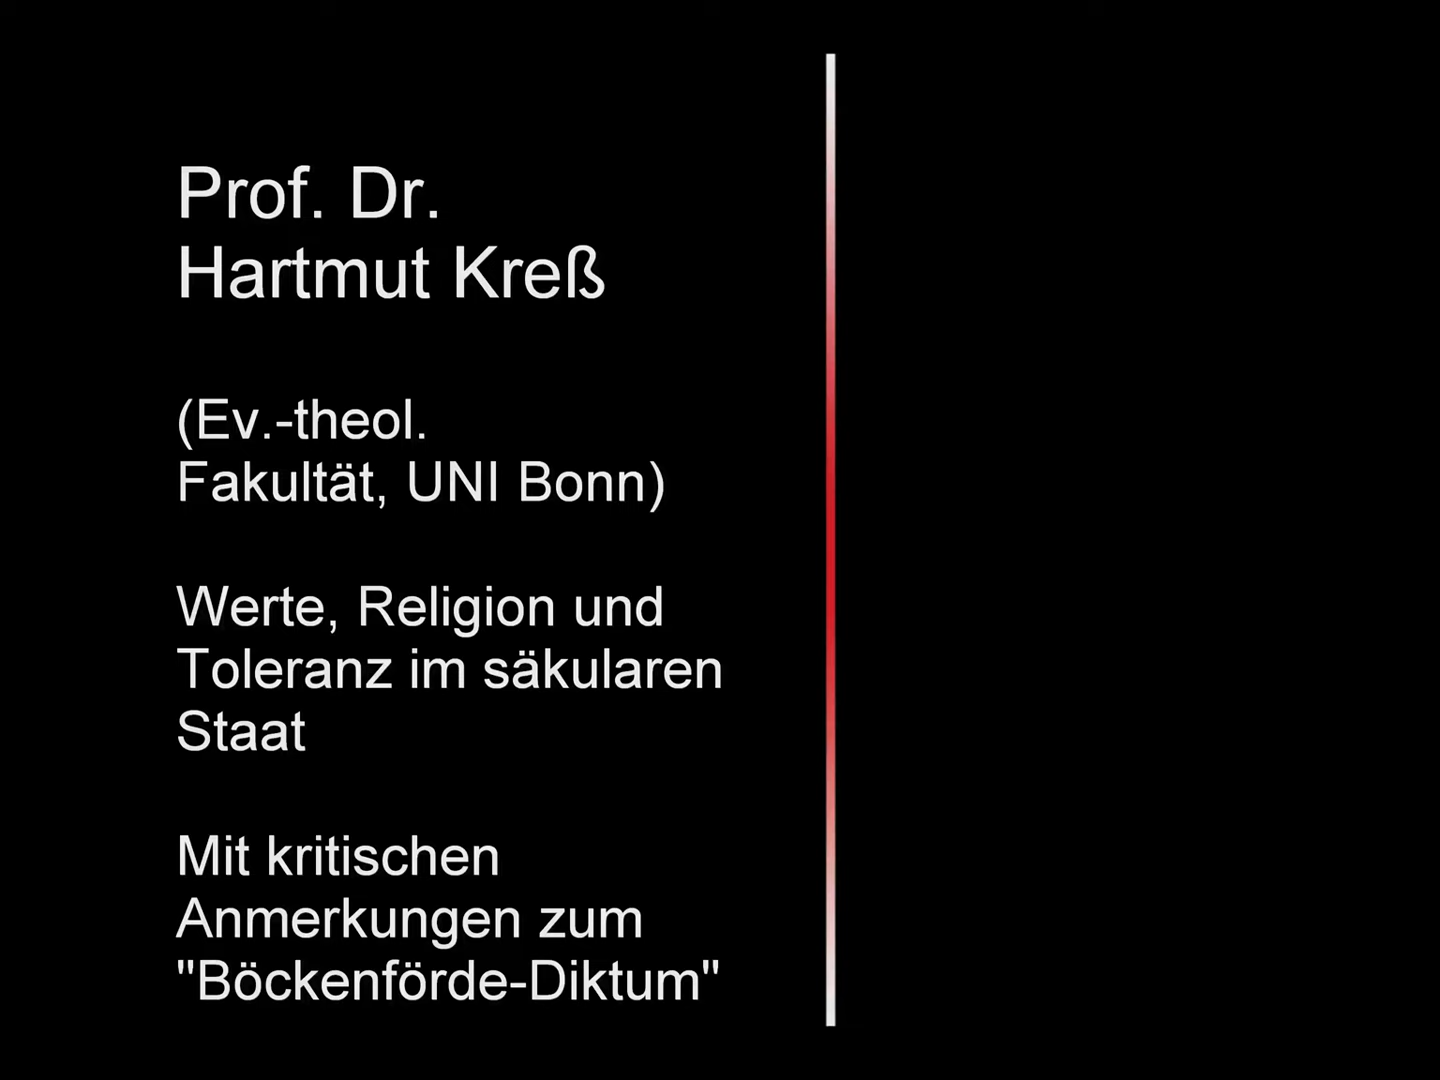 Prof. Dr.
Hartmut Kreß
(Ev.-theol.
Fakultät, UNI Bonn)
Werte, Religion und
Toleranz im säkularen
Staat
Mit kritischen
Anmerkungen zum
"Böckenförde-Diktum"